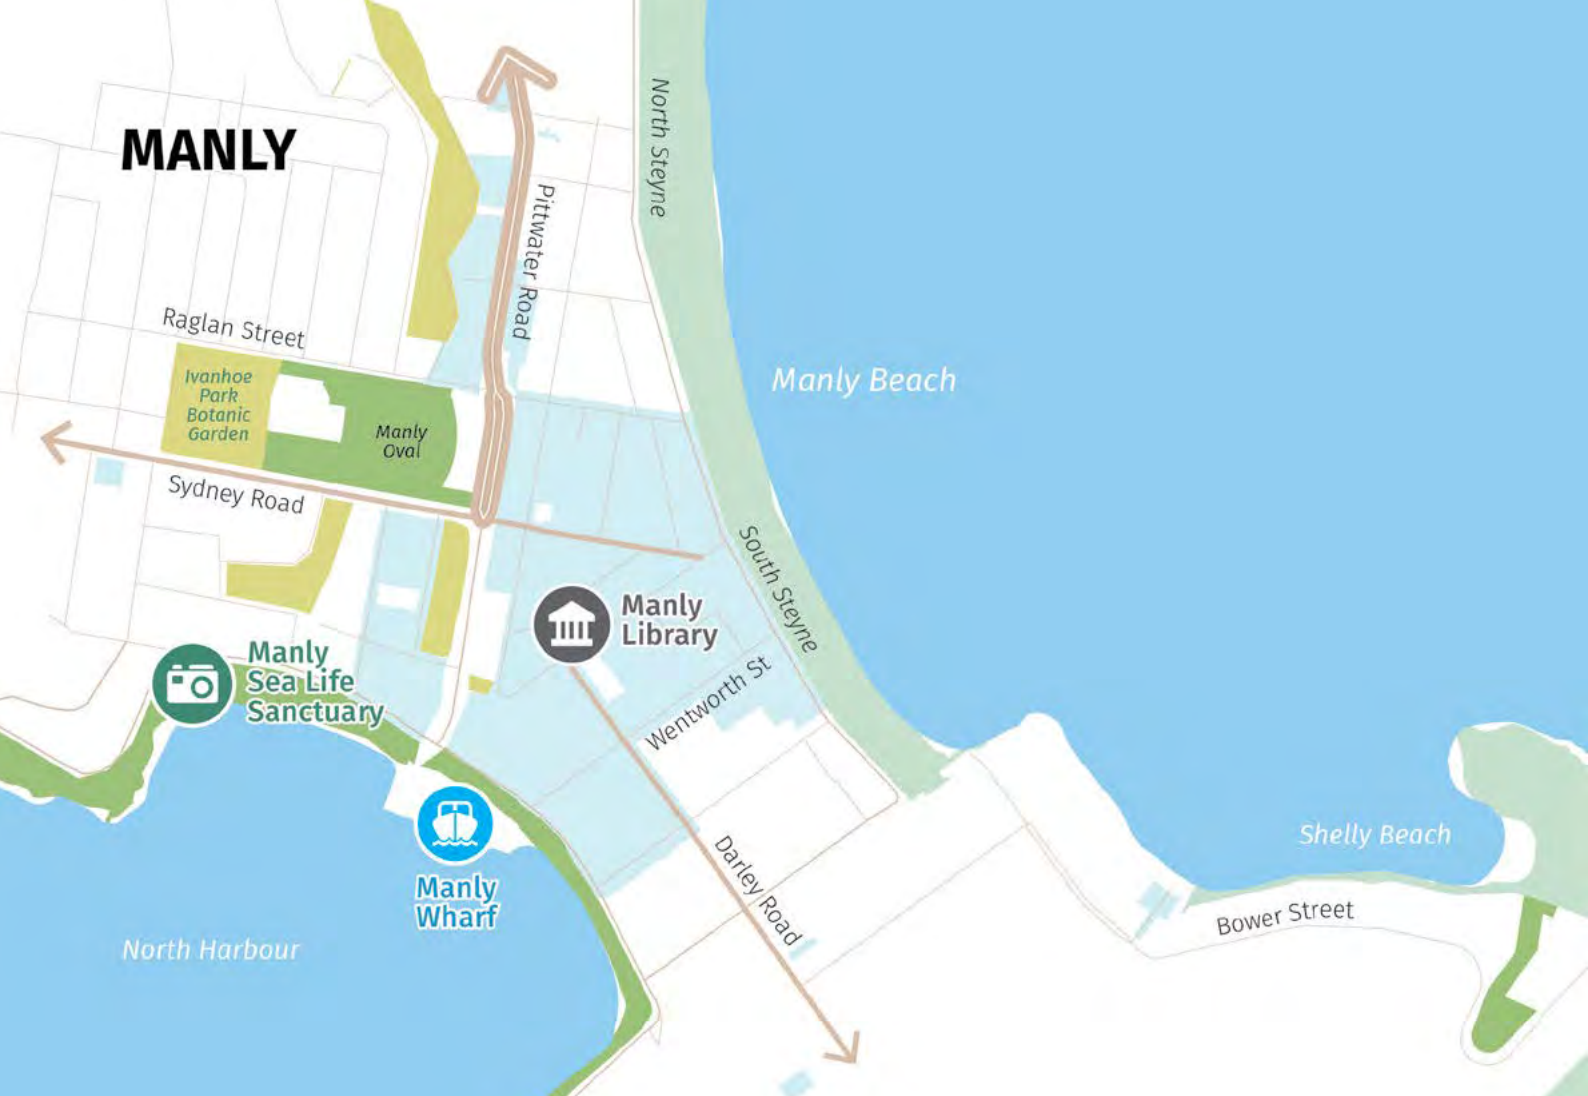 MANLY
North Steyne
Pittwater Road
Raglan Street
Ivanhoe
Park
Botanic
Garden
Manly
Oval
Manly Beach
Sydney Road
South Steyne
Manly
Library
Manly
Sea Life
Sanctuary
Wentworth St
Manly
Wharf
Darley Road
Shelly Beach
Bower Street
North Harbour